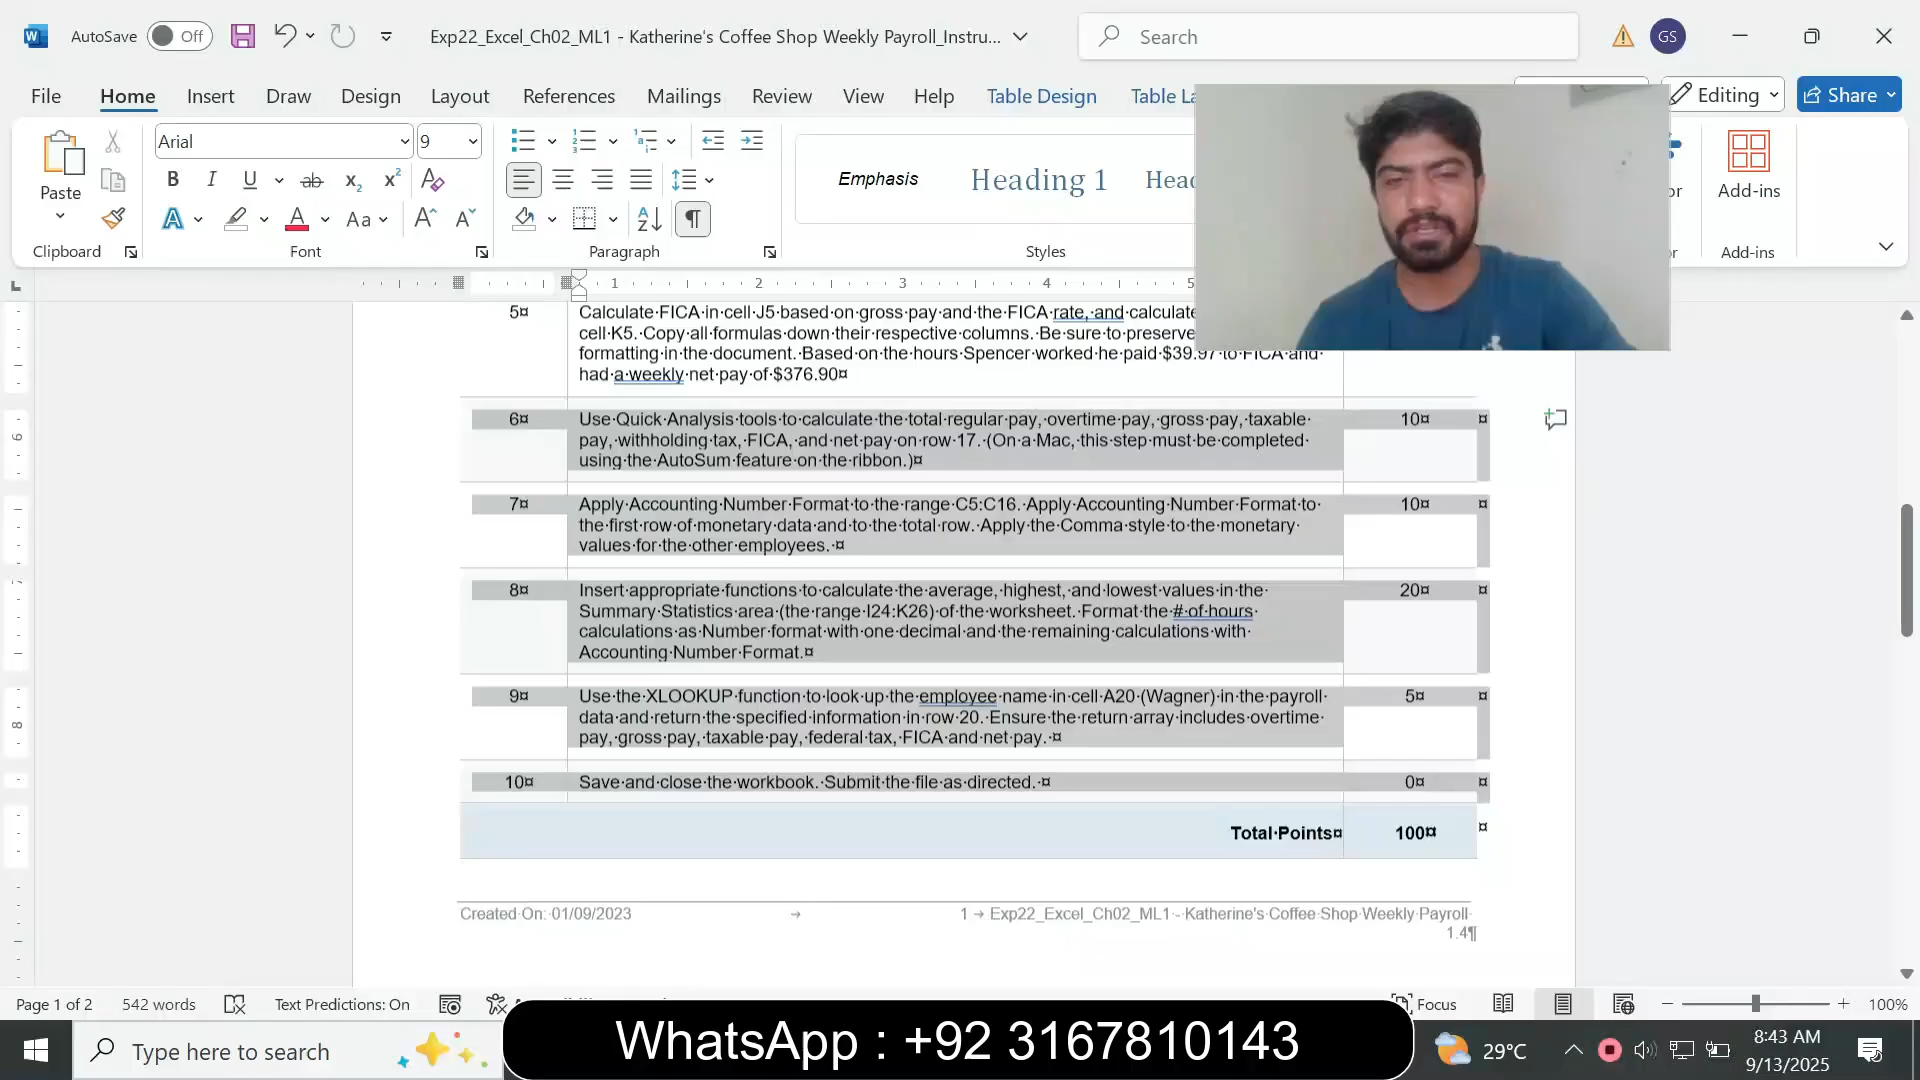 AutoSave Off
Exp22_Excel_Ch02_ML1 - Katherine's Coffee Shop Weekly Payroll_Instru...
Search
GS
File Home Insert Draw Design Layout References Mailings Review View Help Table Design Table La
Editing
Share
Paste
Clipboard
Arial 9
Font
Paragraph
Emphasis Heading 1 Head
Styles
Add-ins
Add-ins
1 2 3 4 5
5¤ Calculate·FICA·in·cell·J5·based·on·gross·pay·and·the·FICA·rate,·and·calculate
cell·K5.·Copy·all·formulas·down·their·respective·columns.·Be·sure·to·preserve
formatting·in·the·document.·Based·on·the·hours·Spencer·worked·he·paid·$39.97·to·FICA·and·
had·a·weekly·net·pay·of·$376.90¤
6¤ Use·Quick·Analysis·tools·to·calculate·the·total·regular·pay,·overtime·pay,·gross·pay,·taxable· 10¤ ¤
pay,·withholding·tax,·FICA,·and·net·pay·on·row·17.·(On·a·Mac,·this·step·must·be·completed·
using·the·AutoSum·feature·on·the·ribbon.)¤
7¤ Apply·Accounting·Number·Format·to·the·range·C5:C16.·Apply·Accounting·Number·Format·to· 10¤ ¤
the·first·row·of·monetary·data·and·to·the·total·row.·Apply·the·Comma·style·to·the·monetary·
values·for·the·other·employees.·¤
8¤ Insert·appropriate·functions·to·calculate·the·average,·highest,·and·lowest·values·in·the· 20¤ ¤
Summary·Statistics·area·(the·range·I24:K26)·of·the·worksheet.·Format·the·#·of·hours·
calculations·as·Number·format·with·one·decimal·and·the·remaining·calculations·with·
Accounting·Number·Format.¤
9¤ Use·the·XLOOKUP·function·to·look·up·the·employee·name·in·cell·A20·(Wagner)·in·the·payroll· 5¤ ¤
data·and·return·the·specified·information·in·row·20.·Ensure·the·return·array·includes·overtime·
pay,·gross·pay,·taxable·pay,·federal·tax,·FICA·and·net·pay.·¤
10¤ Save·and·close·the·workbook.·Submit·the·file·as·directed.·¤ 0¤ ¤
Total·Points¤ 100¤ ¤
Created·On:·01/09/2023 → 1 → Exp22_Excel_Ch02_ML1·-·Katherine's·Coffee·Shop·Weekly·Payroll·
1.4¶
Page 1 of 2 542 words Text Predictions: On Focus 100%
WhatsApp : +92 3167810143
Type here to search
29°C
8:43 AM
9/13/2025